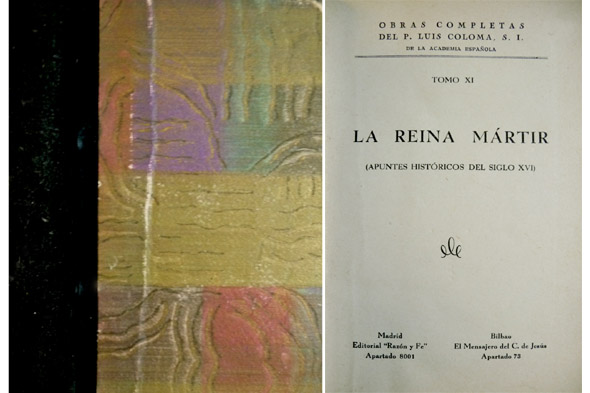 OBRAS COMPLETAS
DEL P. LUIS COLOMA, S. I.
DE LA ACADEMIA ESPAÑOLA
TOMO XI
LA REINA MÁRTIR
(APUNTES HISTÓRICOS DEL SIGLO XVI)
Madrid
Editorial "Razón y Fe"
Apartado 8001
Bilbao
El Mensajero del C. de Jesús
Apartado 73